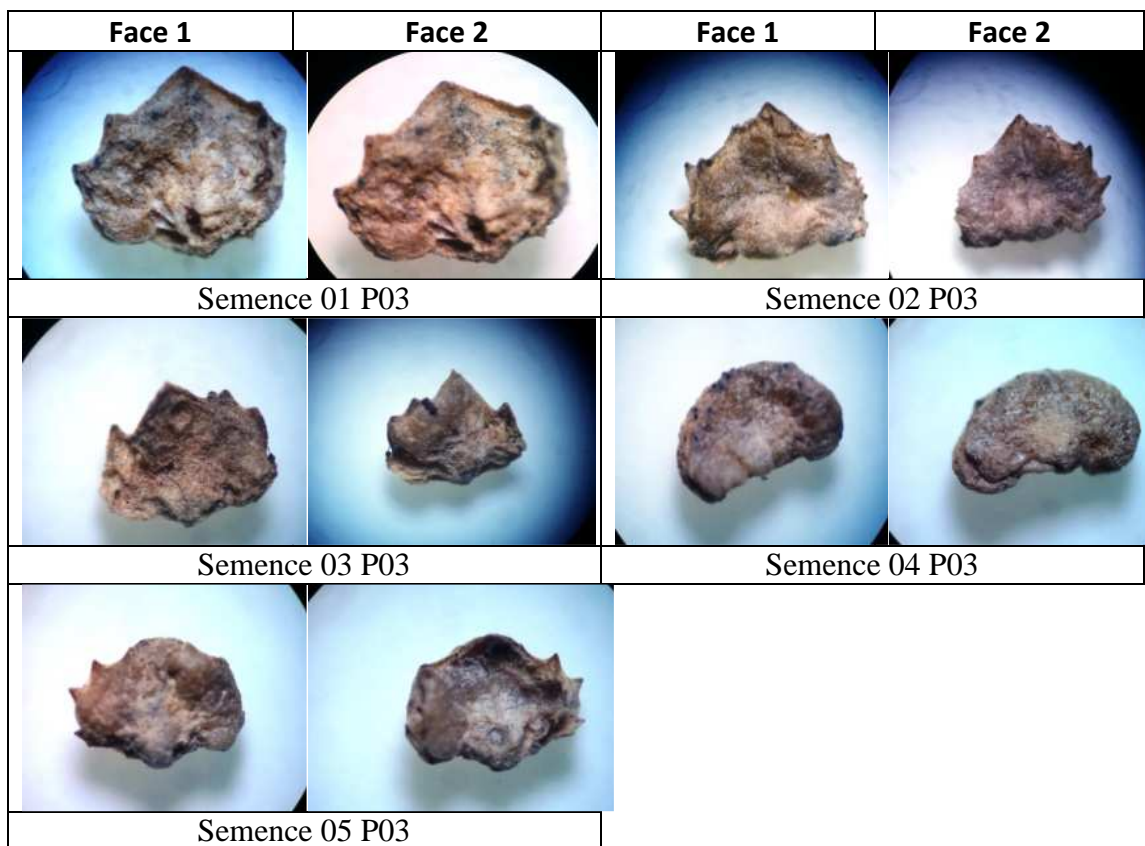 Face 1 Face 2 Face 1 Face 2
Semence 01 P03 Semence 02 P03
Semence 03 P03 Semence 04 P03
Semence 05 P03